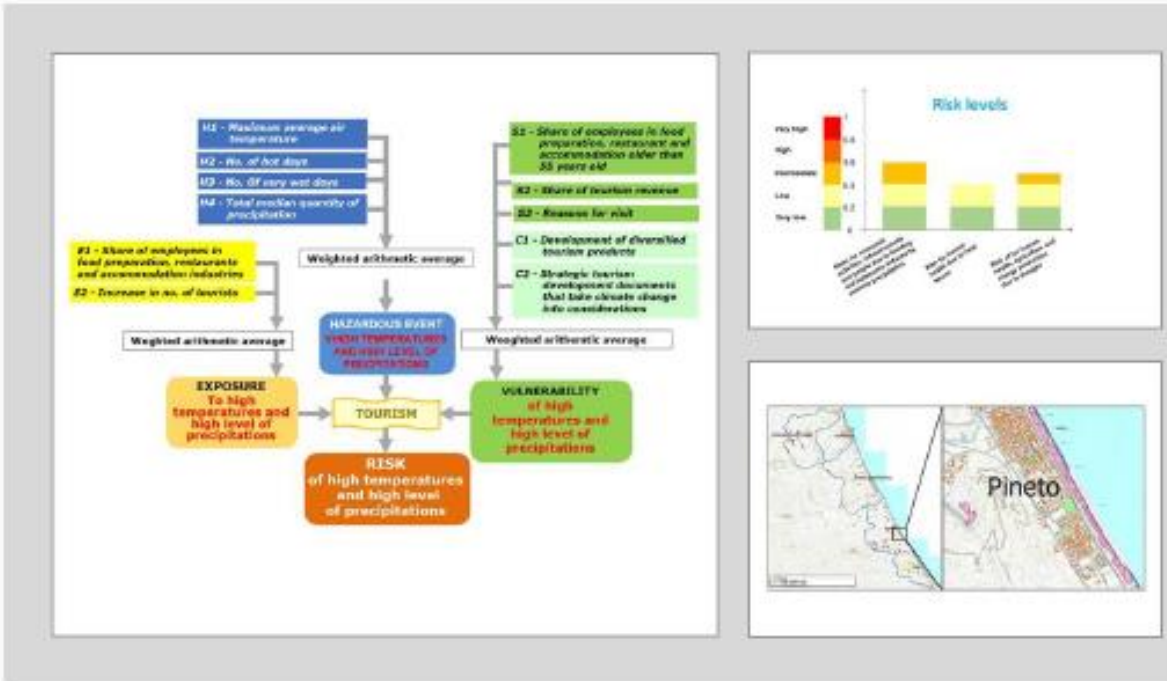 H1 - Maximum average air
temperature
H2 - No. of hot days
H3 - No. Of very wet days
H4 - Total median quantity of
precipitation
S1 - Share of employees in food
preparation, restaurant and
accommodation older than
55 years old
S2 - Share of tourism revenue
S3 - Reasons for visit
C1 - Development of diversified
tourism products
C2 - Strategic tourism
development documents
that take climate change
into considerations
E1 - Share of employees in
food preparation, restaurants
and accommodation industries
E2 - Increase in no. of tourists
Weighted arithmetic average
Weghted arithmetic average
Weoghted aritheretic average
HAZARDOUS EVENT
HIGH TEMPERATURES
AND HIGH LEVEL OF
PRECIPITATIONS
EXPOSURE
To high
temperatures and
high level of
precipitations
TOURISM
VULNERABILITY
of high
temperatures and
high level of
precipitations
RISK
of high temperatures
and high level
of precipitations
Risk levels
Very high
High
Intermediate
Low
Very low
1
0.8
0.6
0.2
0
Pineto